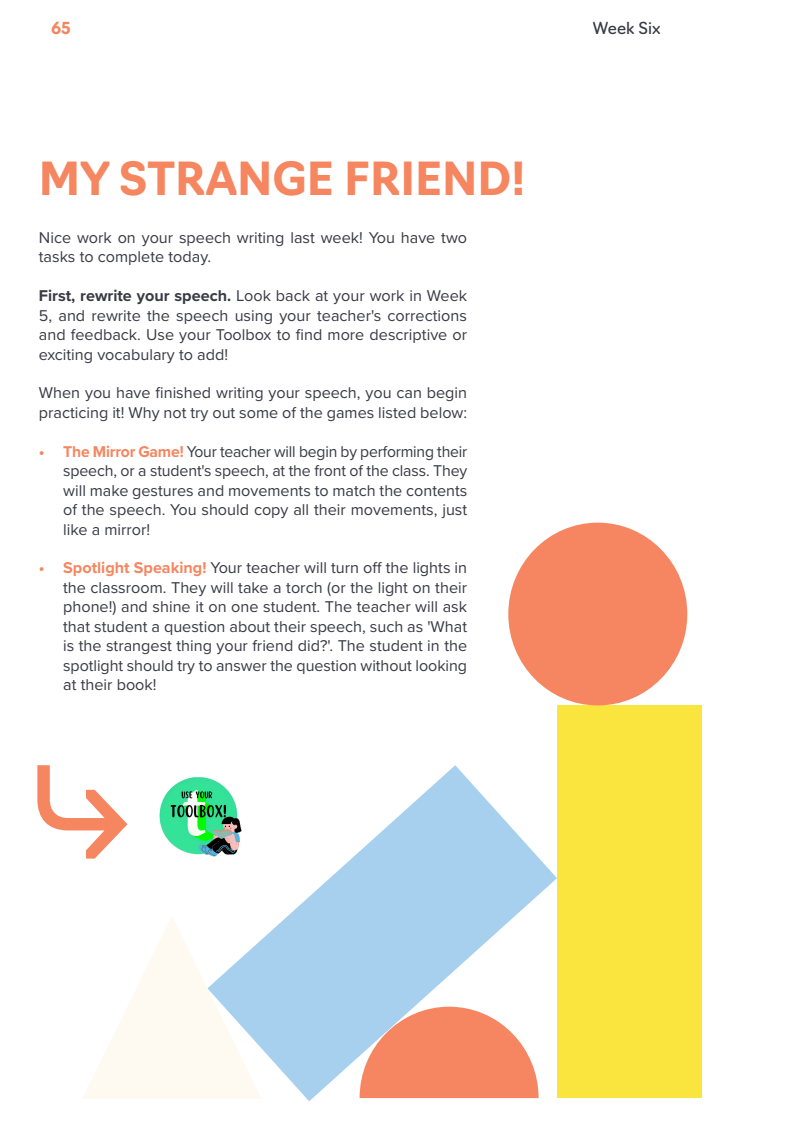 65
Week Six
MY STRANGE FRIEND!
Nice work on your speech writing last week! You have two
tasks to complete today.
First, rewrite your speech. Look back at your work in Week
5, and rewrite the speech using your teacher's corrections
and feedback. Use your Toolbox to find more descriptive or
exciting vocabulary to add!
When you have finished writing your speech, you can begin
practicing it! Why not try out some of the games listed below:
• The Mirror Game! Your teacher will begin by performing their
speech, or a student's speech, at the front of the class. They
will make gestures and movements to match the contents
of the speech. You should copy all their movements, just
like a mirror!
• Spotlight Speaking! Your teacher will turn off the lights in
the classroom. They will take a torch (or the light on their
phone!) and shine it on one student. The teacher will ask
that student a question about their speech, such as 'What
is the strangest thing your friend did?'. The student in the
spotlight should try to answer the question without looking
at their book!
USE YOUR
TOOLBOX!
t